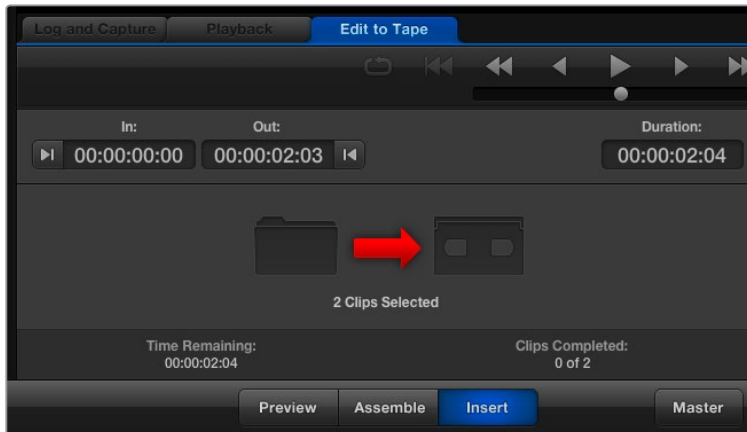 Log and Capture Playback Edit to Tape
In: Out: Duration:
00:00:00:00 00:00:02:03 00:00:02:04
2 Clips Selected
Time Remaining: Clips Completed:
00:00:02:04 0 of 2
Preview Assemble Insert Master